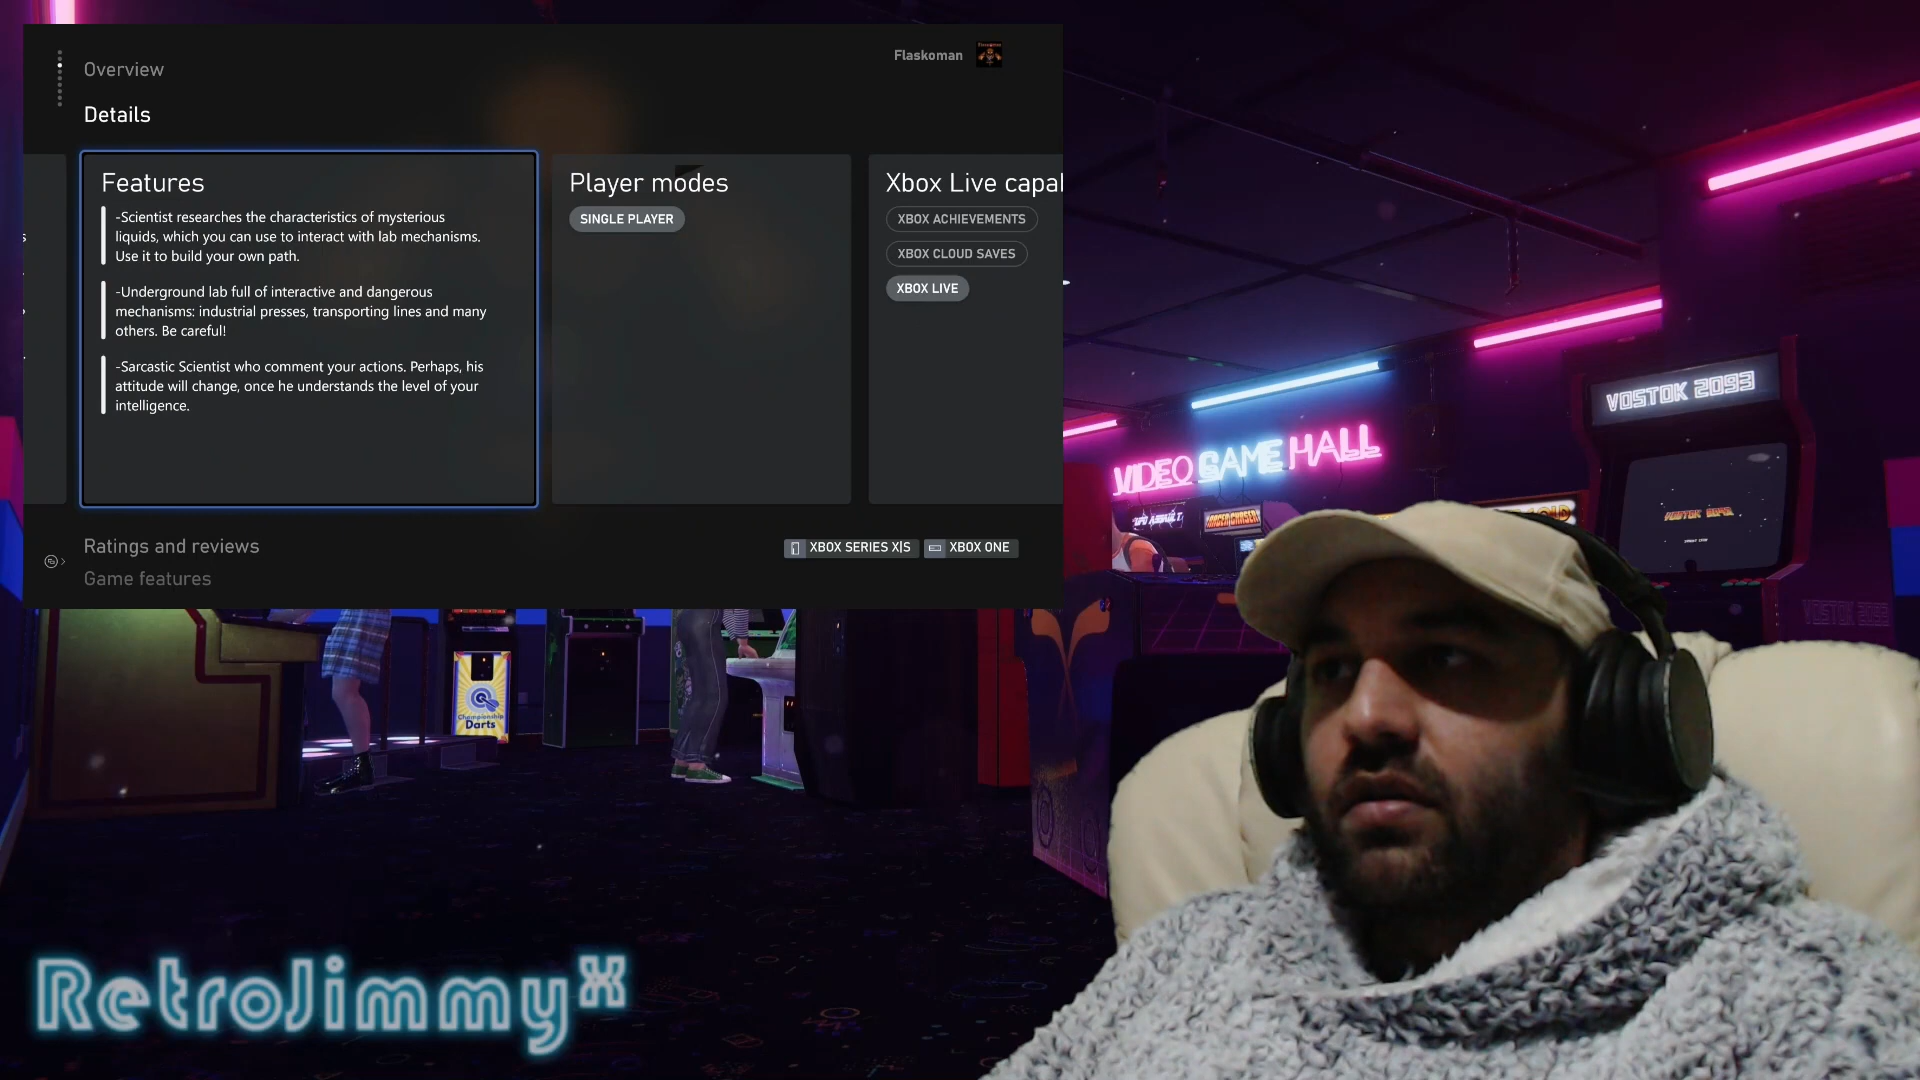 Overview
Flaskoman
Details
Features
-Scientist researches the characteristics of mysterious
liquids, which you can use to interact with lab mechanisms.
Use it to build your own path.
-Underground lab full of interactive and dangerous
mechanisms: industrial presses, transporting lines and many
others. Be careful!
-Sarcastic Scientist who comment your actions. Perhaps, his
attitude will change, once he understands the level of your
intelligence.
Player modes
SINGLE PLAYER
Xbox Live capa
XBOX ACHIEVEMENTS
XBOX CLOUD SAVES
XBOX LIVE
Ratings and reviews
XBOX SERIES X|S
XBOX ONE
Game features
VIDEO GAME HALL
VOSTOK 2093
VOSTOK 2093
Championship
Darts
RetroJimmyX